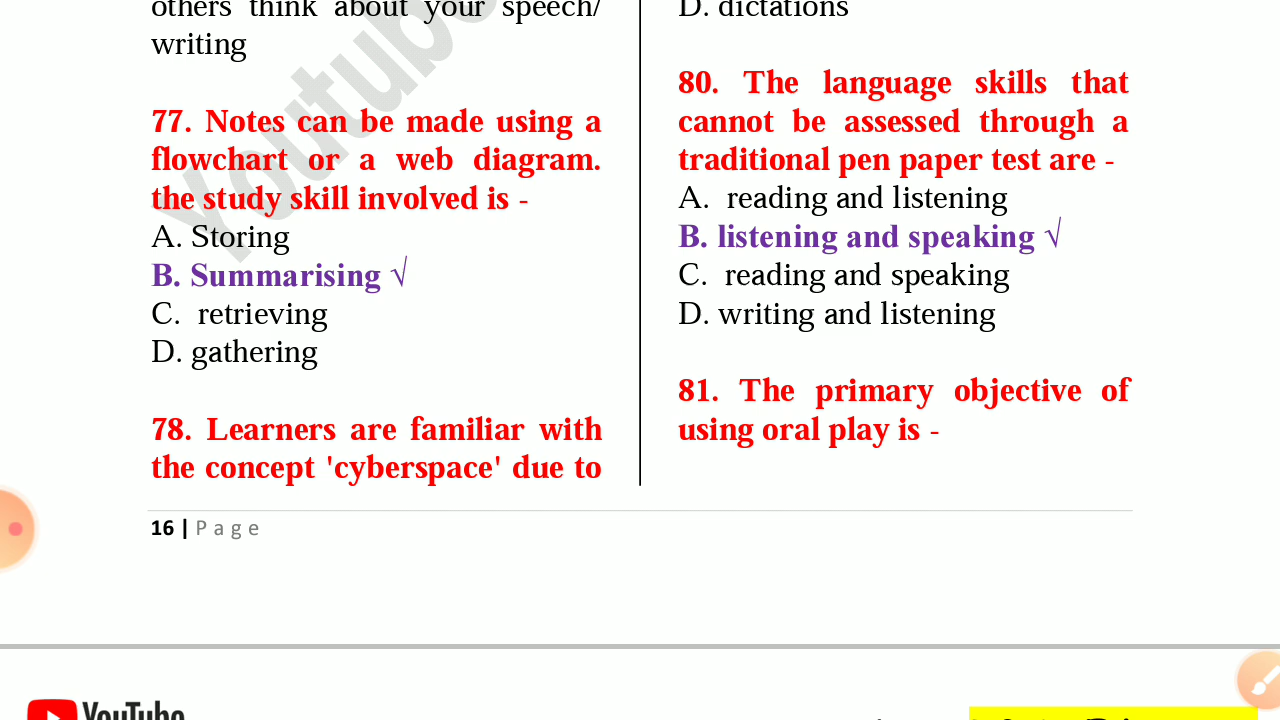 others think about your speech/
writing
77. Notes can be made using a
flowchart or a web diagram.
the study skill involved is -
A. Storing
B. Summarising √
C. retrieving
D. gathering
78. Learners are familiar with
the concept 'cyberspace' due to
D. dictations
80. The language skills that
cannot be assessed through a
traditional pen paper test are -
A. reading and listening
B. listening and speaking √
C. reading and speaking
D. writing and listening
81. The primary objective of
using oral play is -
16 | Page
Youtube
YouTube